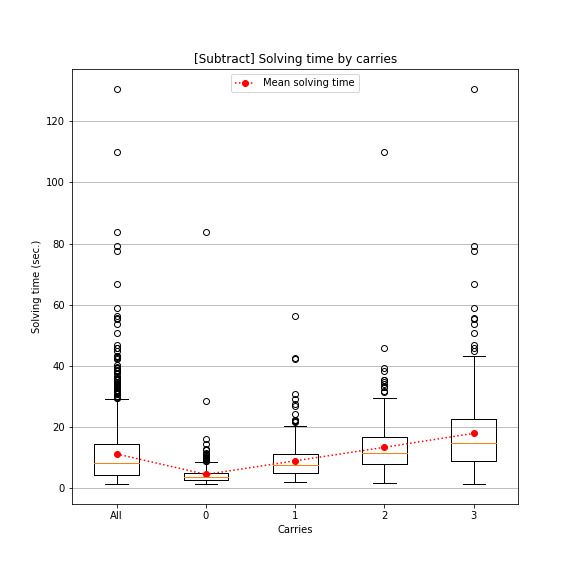 [Subtract] Solving time by carries
Mean solving time
Solving time (sec.)
120
100
80
60
40
20
0
All
0
1
2
3
Carries